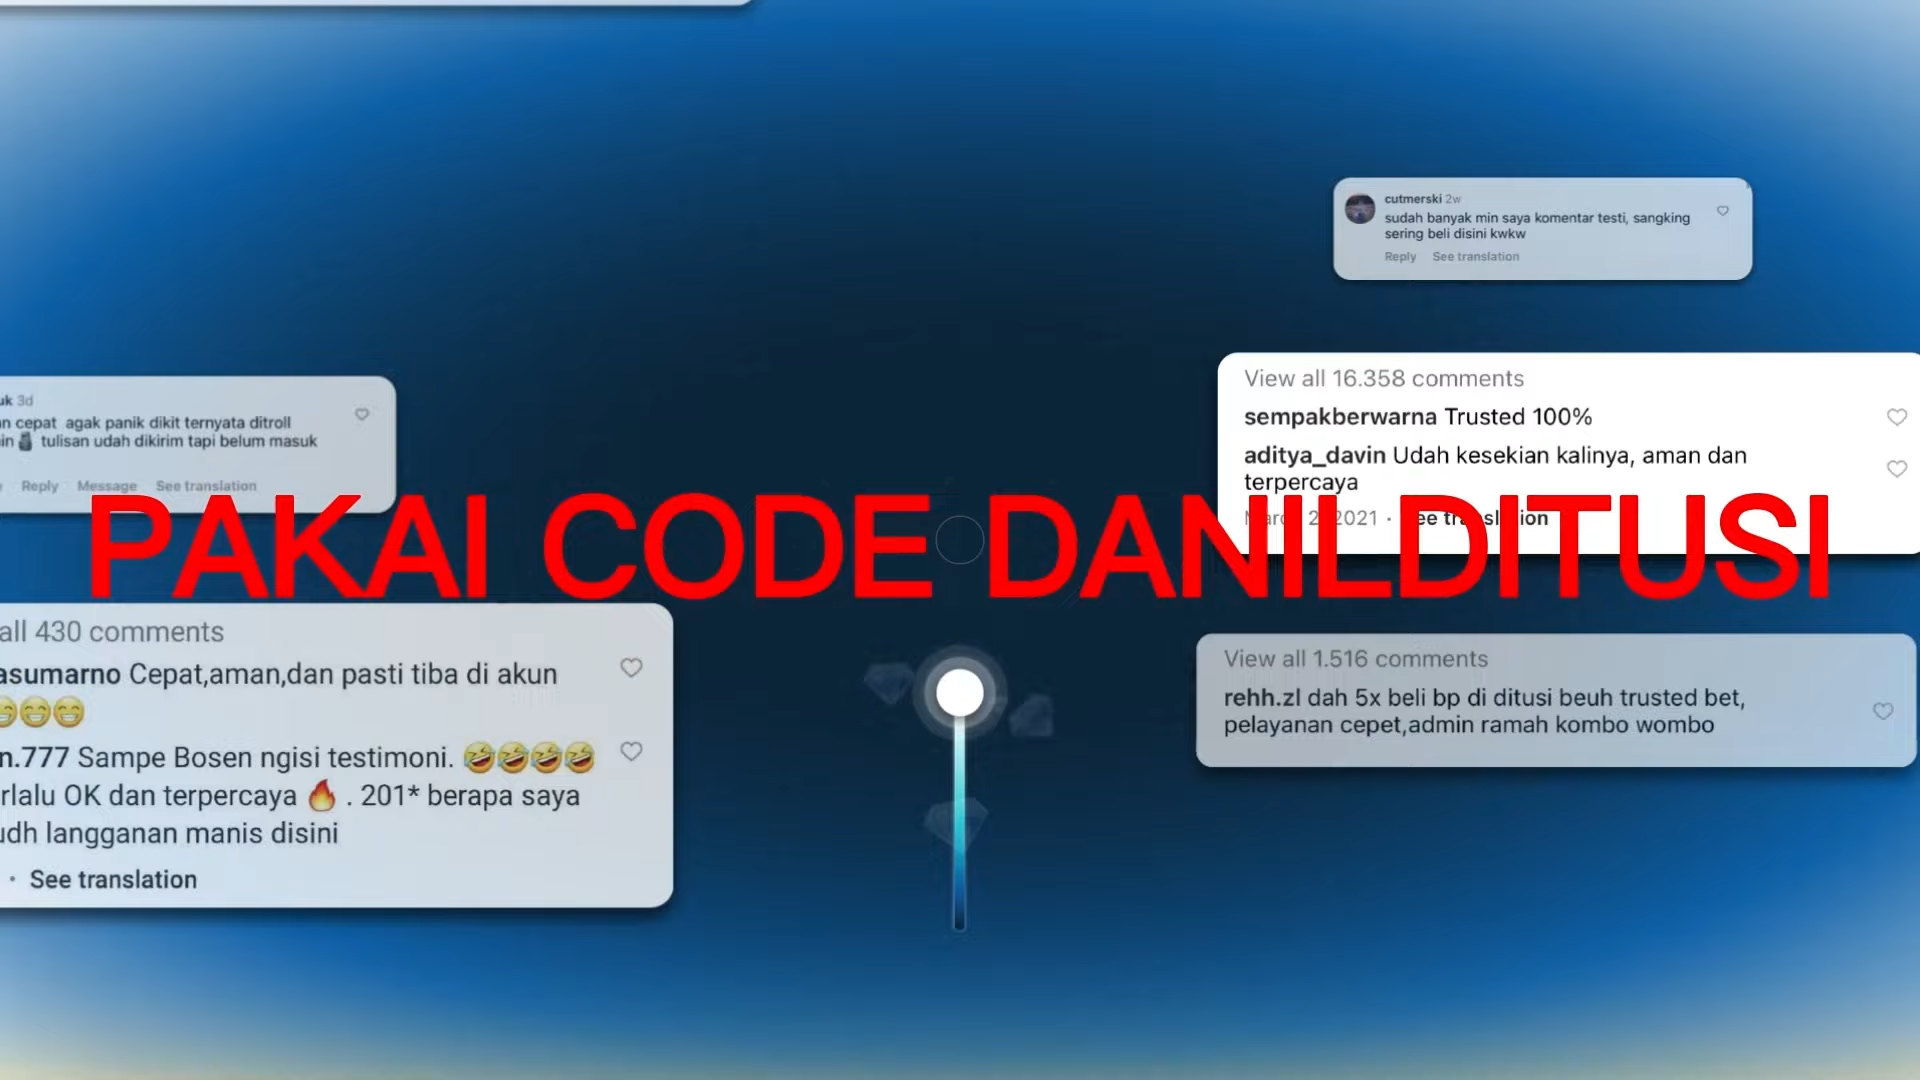 cutmerski 2w
sudah banyak min saya komentar testi, sangking
sering beli disini kwkw
Reply See translation
View all 16.358 comments
sempakberwarna Trusted 100%
aditya_davin Udah kesekian kalinya, aman dan
terpercaya
2021 · See translation
3d
cepat agak panik dikit ternyata ditroll
tulisan udah dikirim tapi belum masuk
Reply Message See translation
PAKAI CODE DANILDITUSI
all 430 comments
asumarno Cepat,aman,dan pasti tiba di akun
😁😁😁
n.777 Sampe Bosen ngisi testimoni. 🤣🤣🤣🤣
rlalu OK dan terpercaya 🔥 . 201* berapa saya
udh langganan manis disini
· See translation
View all 1.516 comments
rehh.zl dah 5x beli bp di ditusi beuh trusted bet,
pelayanan cepet,admin ramah kombo wombo